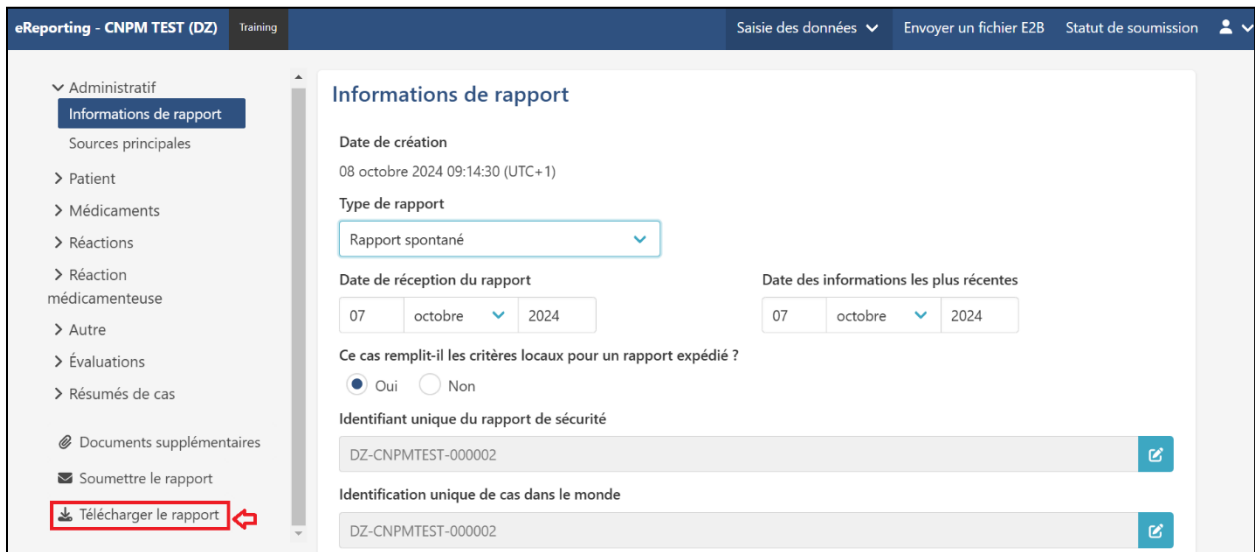 eReporting - CNPM TEST (DZ) Training Saisie des données Envoyer un fichier E2B Statut de soumission
Administratif
Informations de rapport
Sources principales
Patient
Médicaments
Réactions
Réaction
médicamenteuse
Autre
Évaluations
Résumés de cas
Documents supplémentaires
Soumettre le rapport
Télécharger le rapport
Informations de rapport
Date de création
08 octobre 2024 09:14:30 (UTC+1)
Type de rapport
Rapport spontané
Date de réception du rapport Date des informations les plus récentes
07 octobre 2024 07 octobre 2024
Ce cas remplit-il les critères locaux pour un rapport expédié ?
Oui Non
Identifiant unique du rapport de sécurité
DZ-CNPMTEST-000002
Identification unique de cas dans le monde
DZ-CNPMTEST-000002